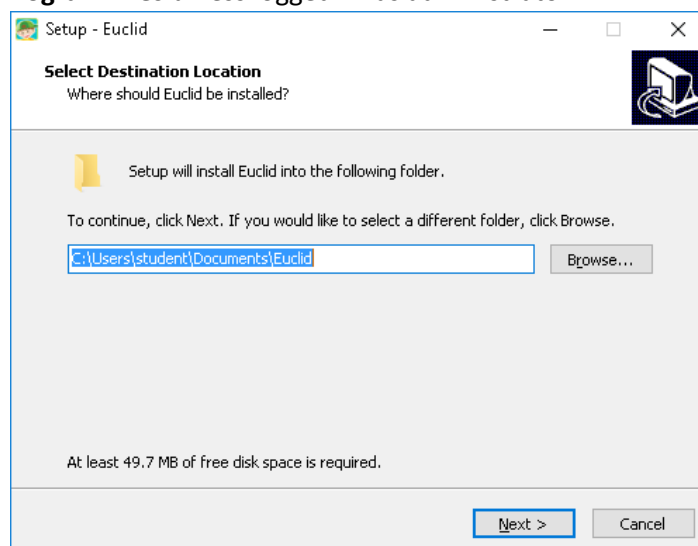 Setup - Euclid
Select Destination Location
Where should Euclid be installed?
Setup will install Euclid into the following folder.
To continue, click Next. If you would like to select a different folder, click Browse.
C:\Users\student\Documents\Euclid
Browse...
At least 49.7 MB of free disk space is required.
Next >
Cancel